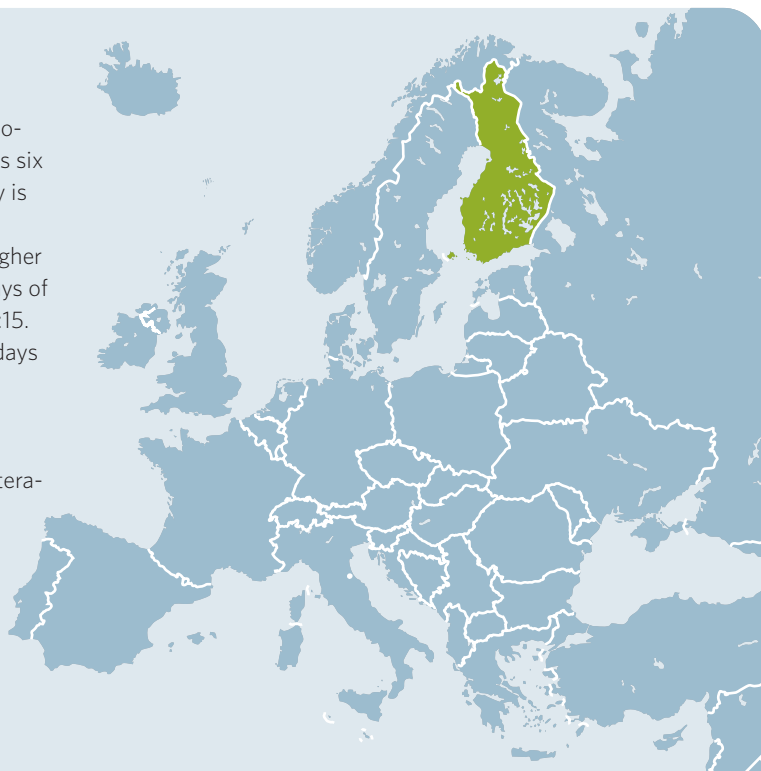 o-
s six
y is
gher
ys of
:15.
days
tera-